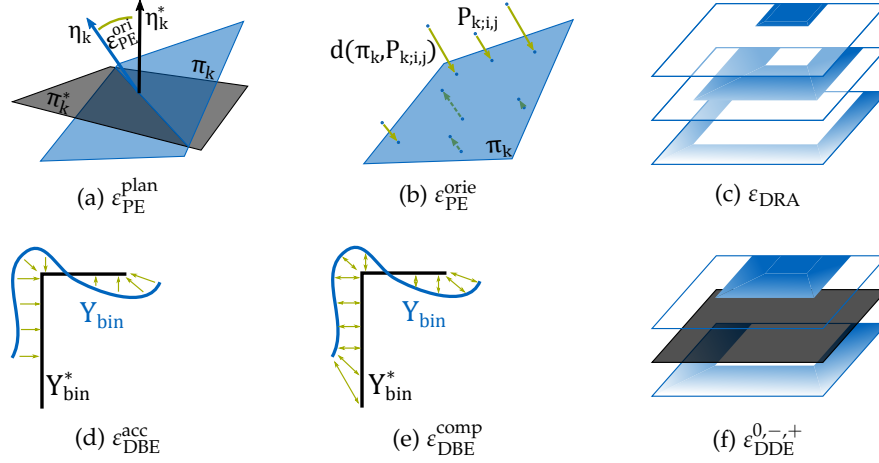 η_k ε_PE^ori η_k^*
π_k
π_k^*
(a) ε_PE^plan
P_k;i,j
d(π_k,P_k;i,j)
π_k
(b) ε_PE^orie
(c) ε_DRA
Y_bin
Y_bin^*
(d) ε_DBE^acc
Y_bin
Y_bin^*
(e) ε_DBE^comp
(f) ε_DDE^0,−,+